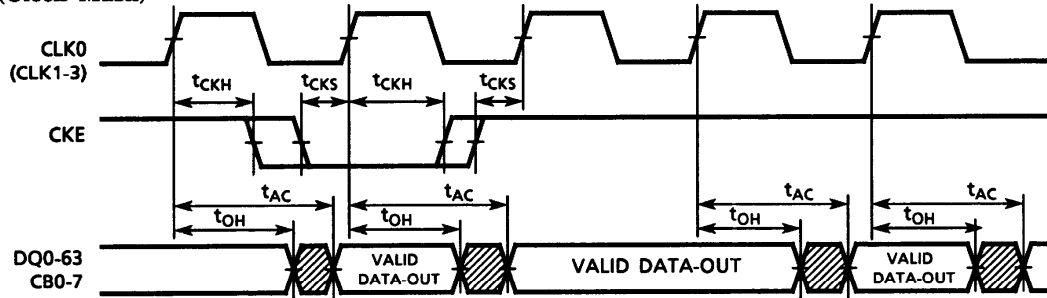 (Clock Mask)
CLK0
(CLK1-3)
tCKH tCKS tCKH tCKS
CKE
tAC tAC tAC tAC
tOH tOH tOH tOH
DQ0-63
CB0-7
VALID
DATA-OUT
VALID DATA-OUT
VALID
DATA-OUT